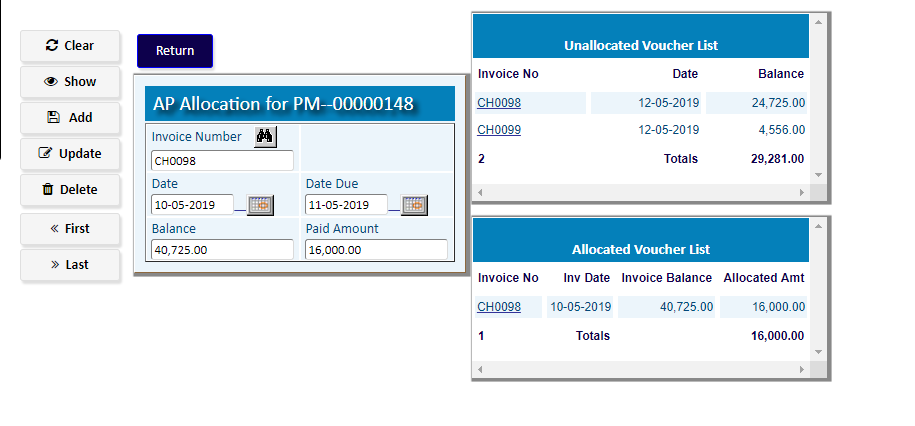 Clear
Show
Add
Update
Delete
« First
» Last
Return
AP Allocation for PM--00000148
Invoice Number
CH0098
Date Date Due
10-05-2019 11-05-2019
Balance Paid Amount
40,725.00 16,000.00
Unallocated Voucher List
Invoice No Date Balance
CH0098 12-05-2019 24,725.00
CH0099 12-05-2019 4,556.00
2 Totals 29,281.00
Allocated Voucher List
Invoice No Inv Date Invoice Balance Allocated Amt
CH0098 10-05-2019 40,725.00 16,000.00
1 Totals 16,000.00